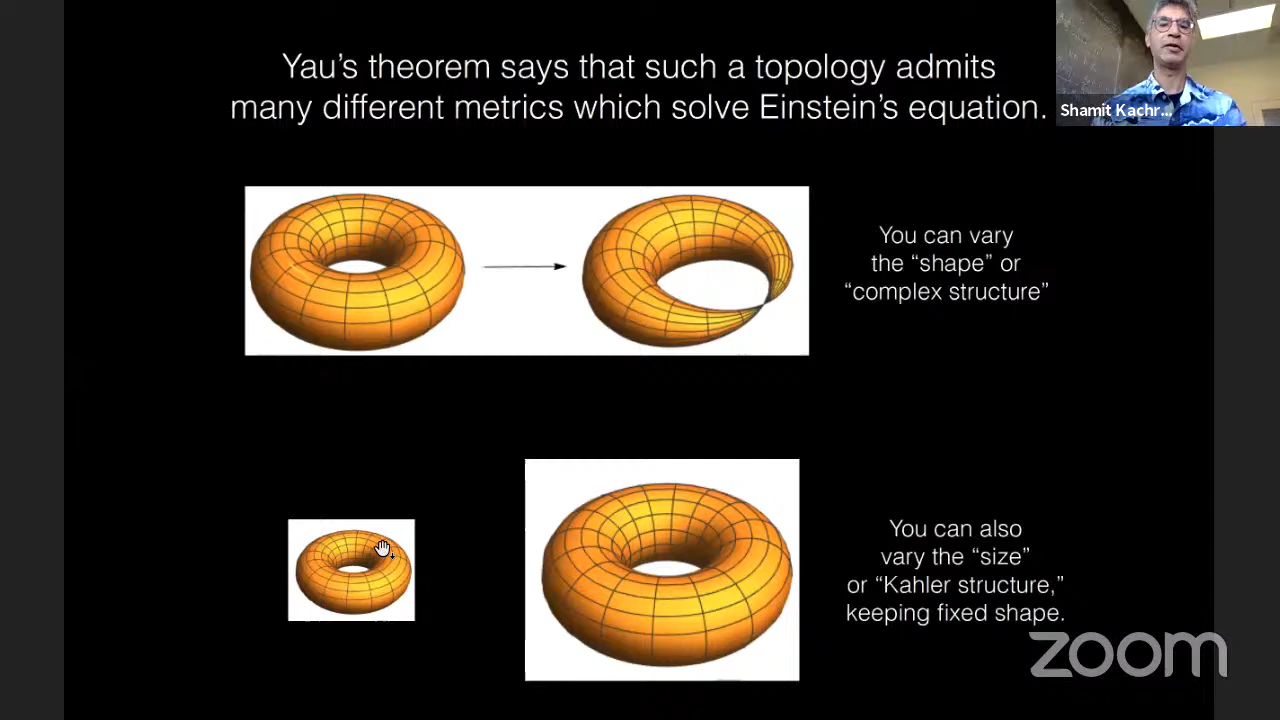 Yau's theorem says that such a topology admits
many different metrics which solve Einstein's equation.
Shamit Kachr...
You can vary
the "shape" or
"complex structure"
You can also
vary the "size"
or "Kahler structure,"
keeping fixed shape.
zoom